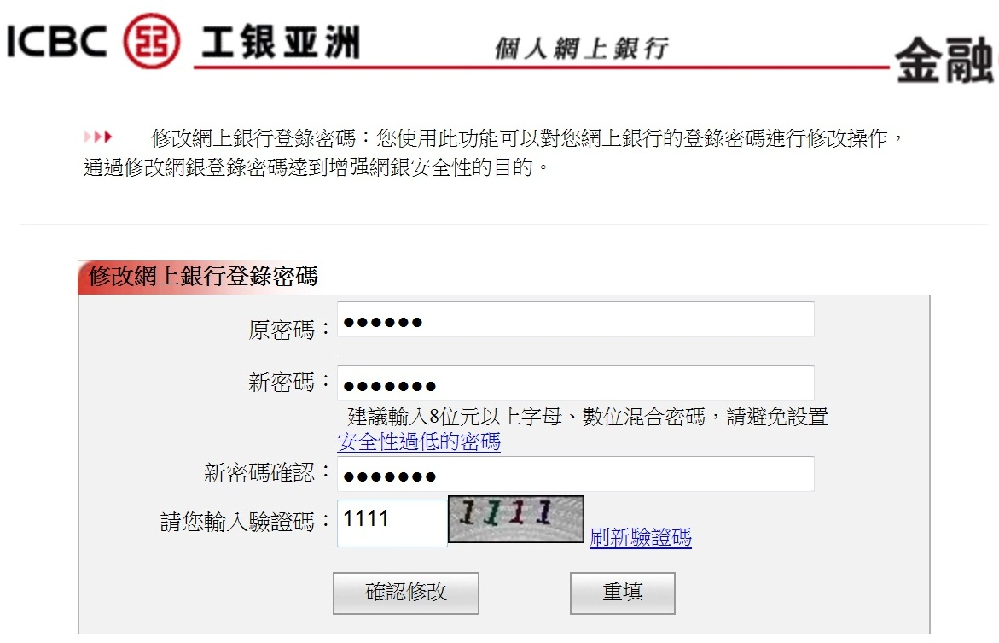 ICBC 工银亚洲 個人網上銀行 金融
修改網上銀行登錄密碼：您使用此功能可以對您網上銀行的登錄密碼進行修改操作，
通過修改網銀登錄密碼達到增强網銀安全性的目的。
修改網上銀行登錄密碼
原密碼：●●●●●●
新密碼：●●●●●●●
建議輸入8位元以上字母、數位混合密碼，請避免設置
安全性過低的密碼
新密碼確認：●●●●●●●
請您輸入驗證碼：1111 1111 刷新驗證碼
確認修改 重填